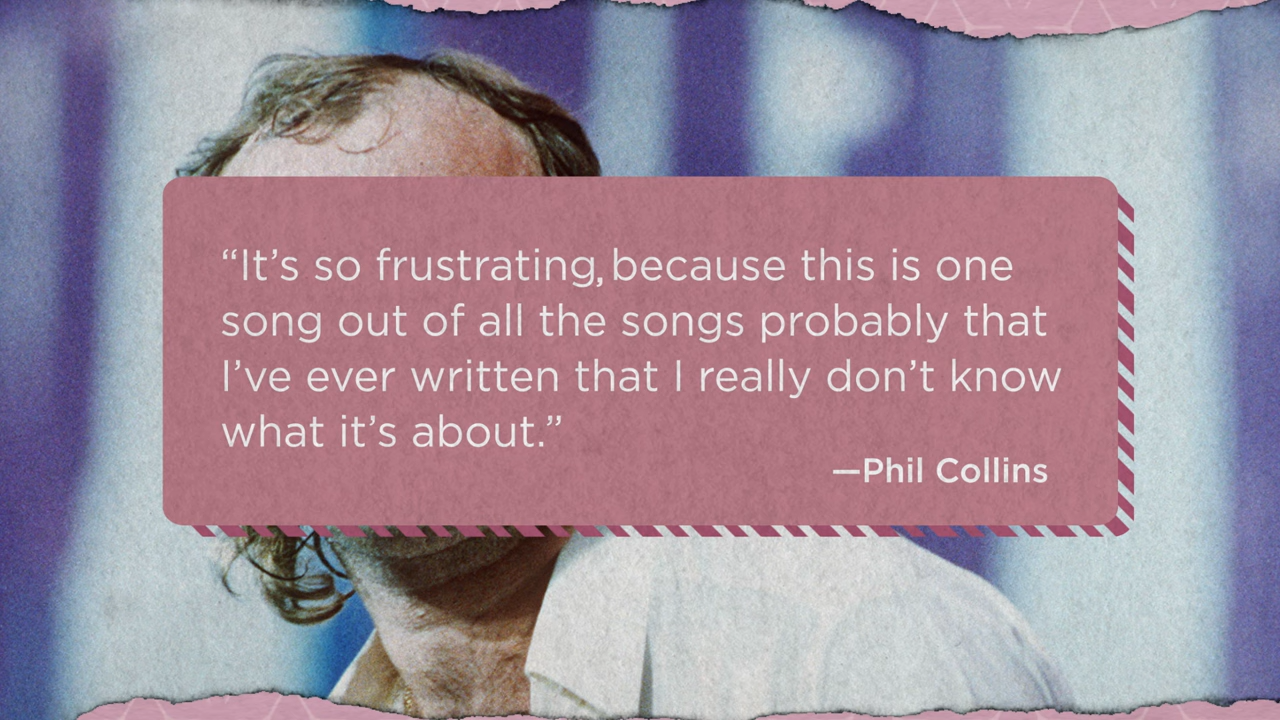 “It’s so frustrating, because this is one
song out of all the songs probably that
I’ve ever written that I really don’t know
what it’s about.”
—Phil Collins